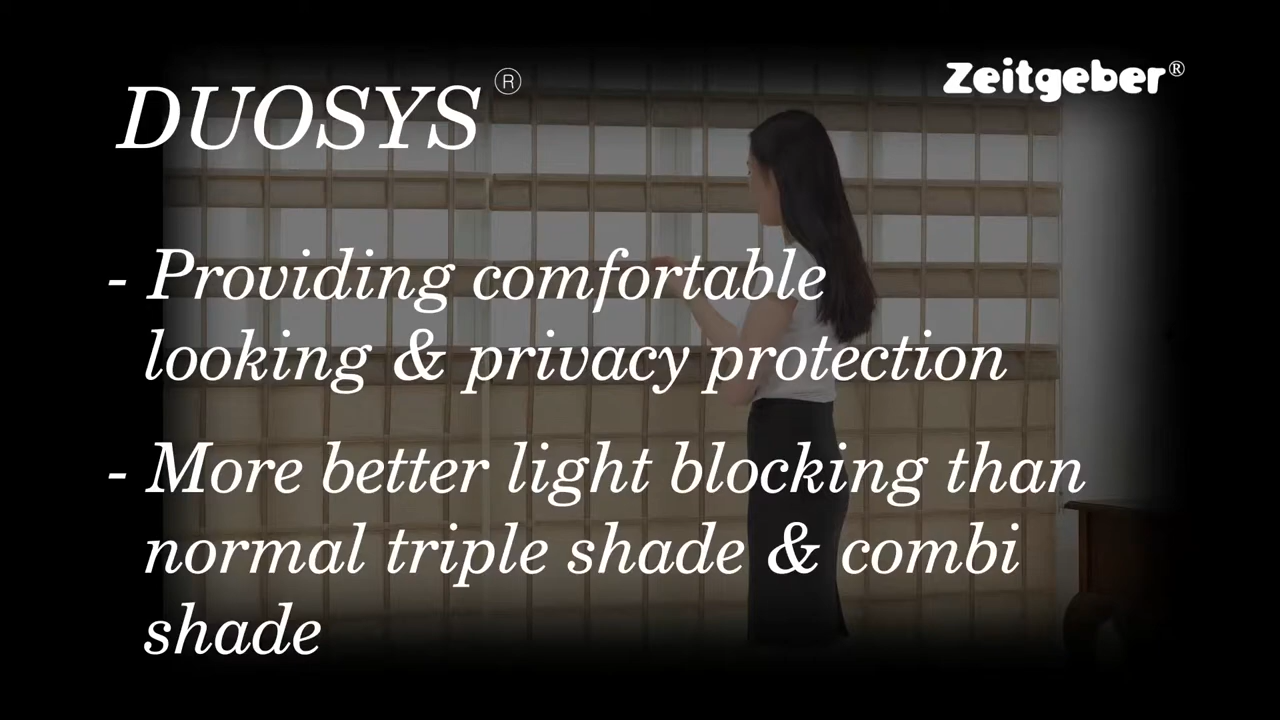 DUOSYS®
Zeitgeber®
- Providing comfortable
looking & privacy protection
- More better light blocking than
normal triple shade & combi
shade